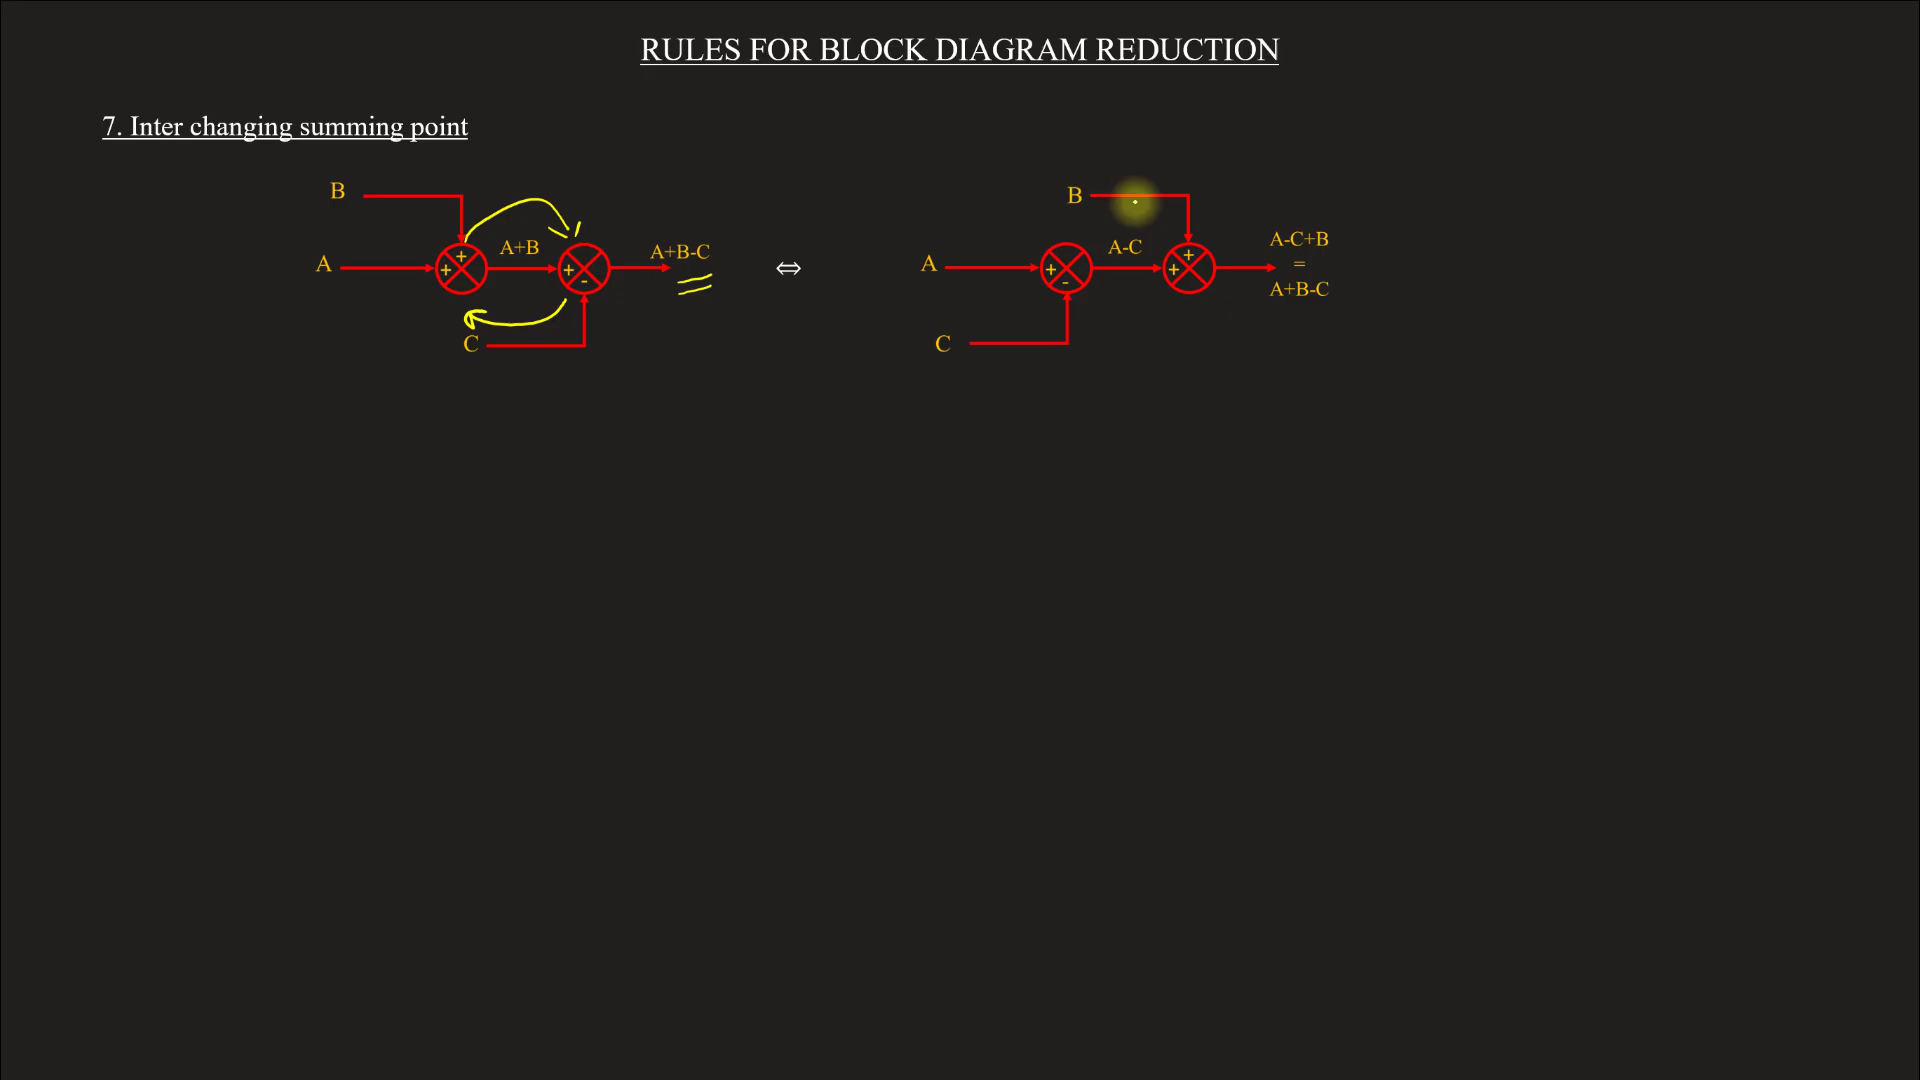 RULES FOR BLOCK DIAGRAM REDUCTION
7. Inter changing summing point
B
A+B
A+B-C
A
+
+
+
-
C
⇔
B
A-C
A-C+B
=
A+B-C
A
+
-
+
+
C